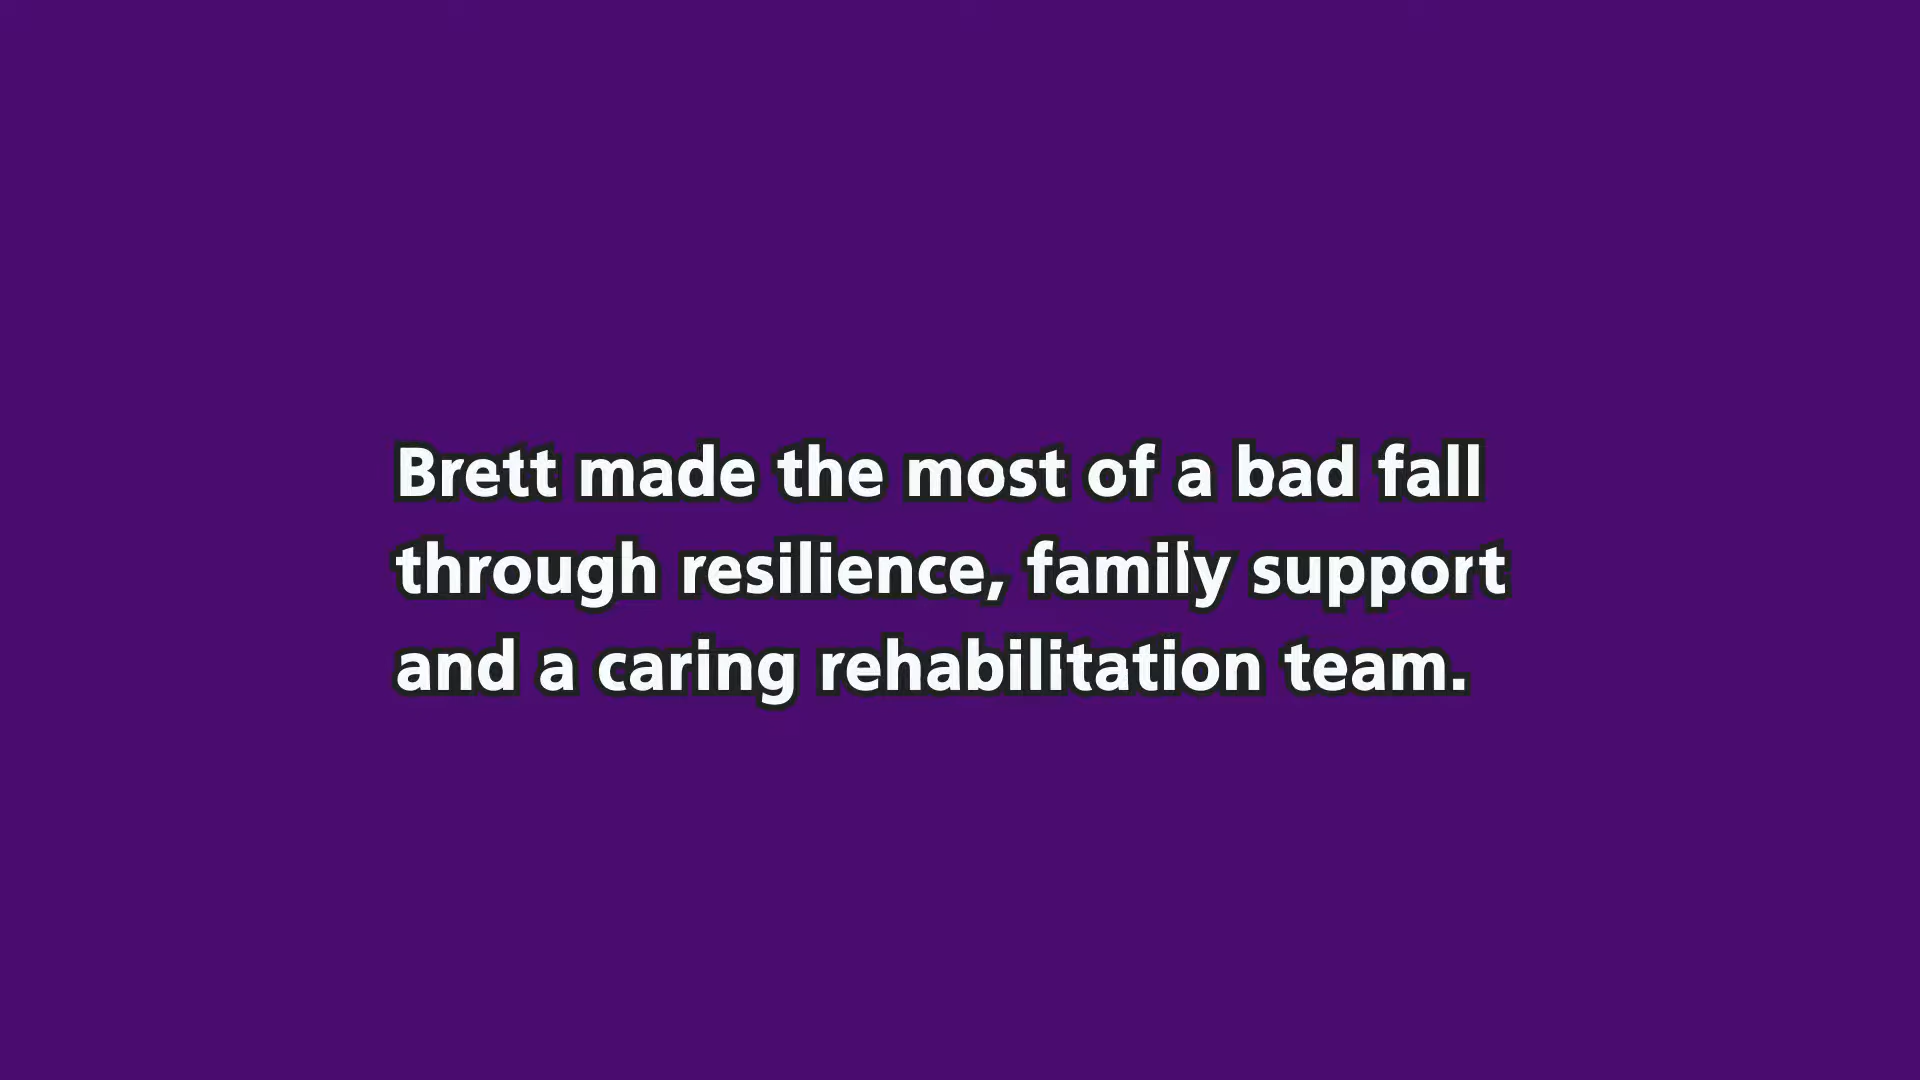 Brett made the most of a bad fall
through resilience, family support
and a caring rehabilitation team.